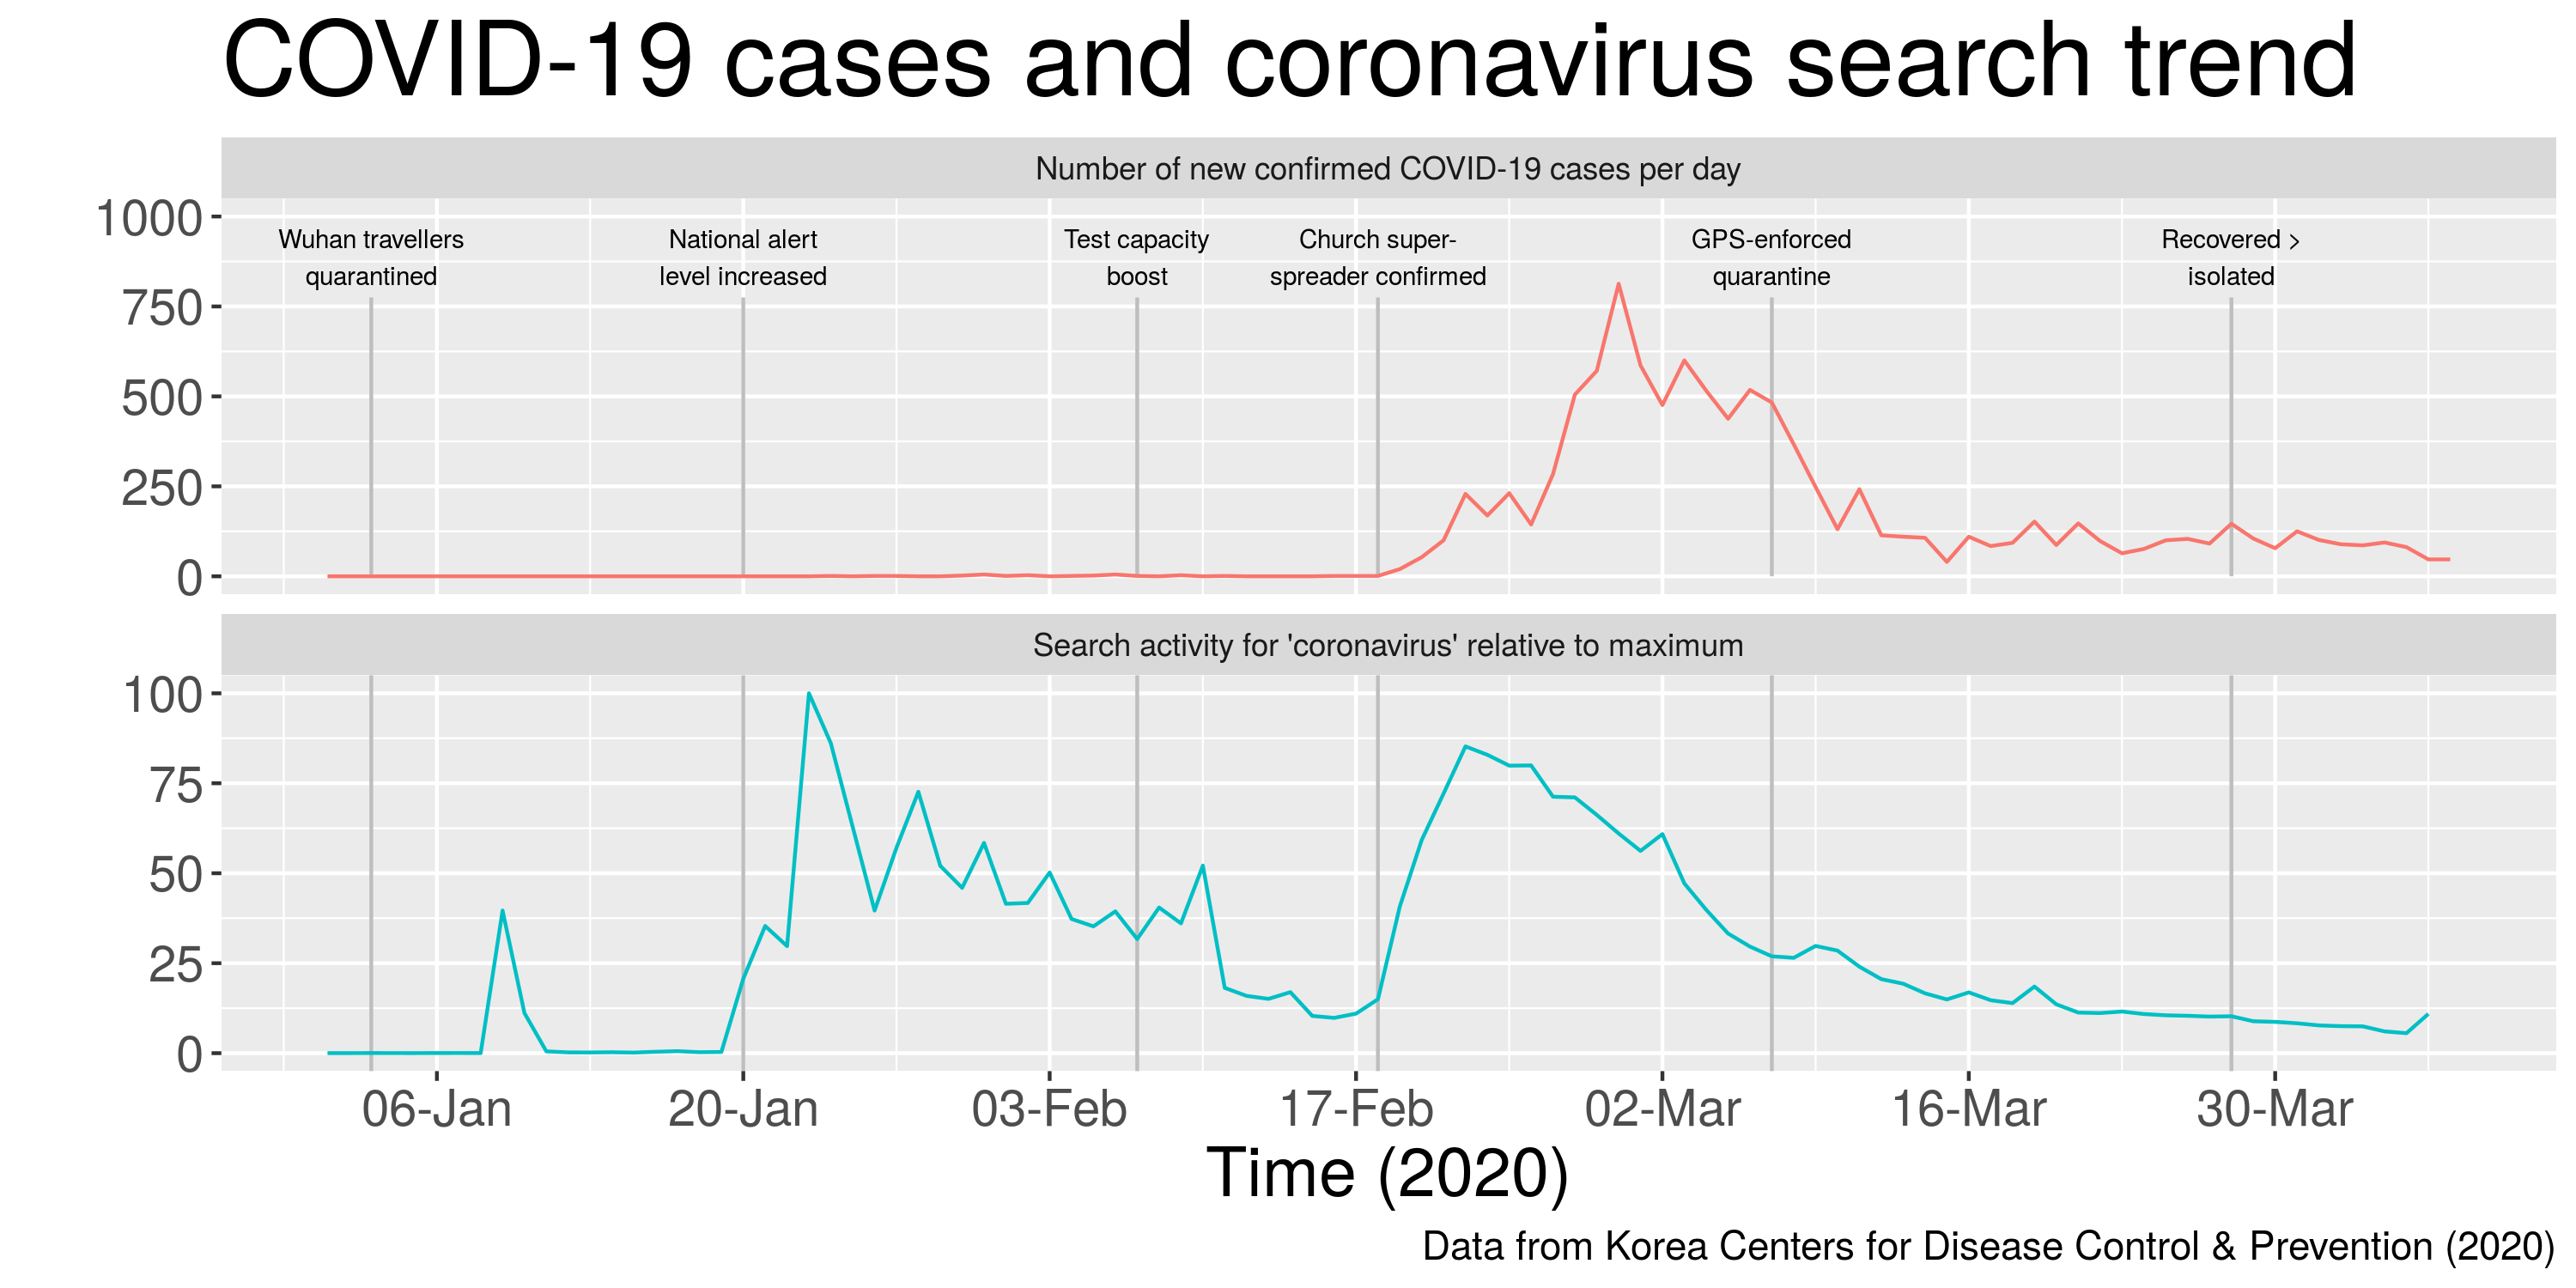 COVID-19 cases and coronavirus search trend
Number of new confirmed COVID-19 cases per day
1000
750
500
250
0
Wuhan travellers
quarantined
National alert
level increased
Test capacity
boost
Church super-
spreader confirmed
GPS-enforced
quarantine
Recovered >
isolated
Search activity for 'coronavirus' relative to maximum
100
75
50
25
0
06-Jan 20-Jan 03-Feb 17-Feb 02-Mar 16-Mar 30-Mar
Time (2020)
Data from Korea Centers for Disease Control & Prevention (2020)